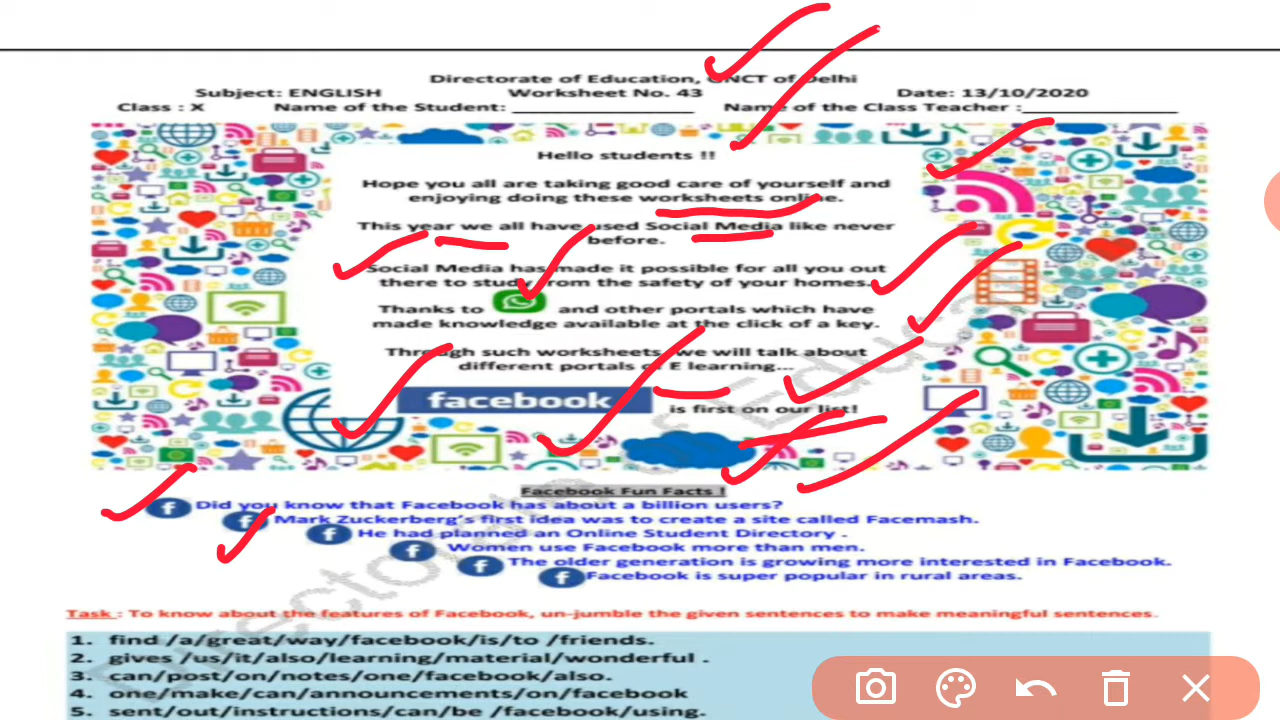 Directorate of Education, GNCT of Delhi
Subject: ENGLISH Worksheet No. 43 Date: 13/10/2020
Class : X Name of the Student: ____________ Name of the Class Teacher : ____________
Hello students !!
Hope you all are taking good care of yourself and
enjoying doing these worksheets online.
This year we all have used Social Media like never
before.
Social Media has made it possible for all you out
there to study from the safety of your homes.
Thanks to and other portals which have
made knowledge available at the click of a key.
Through such worksheets, we will talk about
different portals of E learning...
facebook is first on our list!
Facebook Fun Facts !
f Did you know that Facebook has about a billion users?
f Mark Zuckerberg's first idea was to create a site called Facemash.
f He had planned an Online Student Directory .
f Women use Facebook more than men.
f The older generation is growing more interested in Facebook.
f Facebook is super popular in rural areas.
Task : To know about the features of Facebook, un-jumble the given sentences to make meaningful sentences.
1. find /a/great/way/facebook/is/to /friends.
2. gives /us/it/also/learning/material/wonderful .
3. can/post/on/notes/one/facebook/also.
4. one/make/can/announcements/on/facebook
5. sent/out/instructions/can/be /facebook/using.